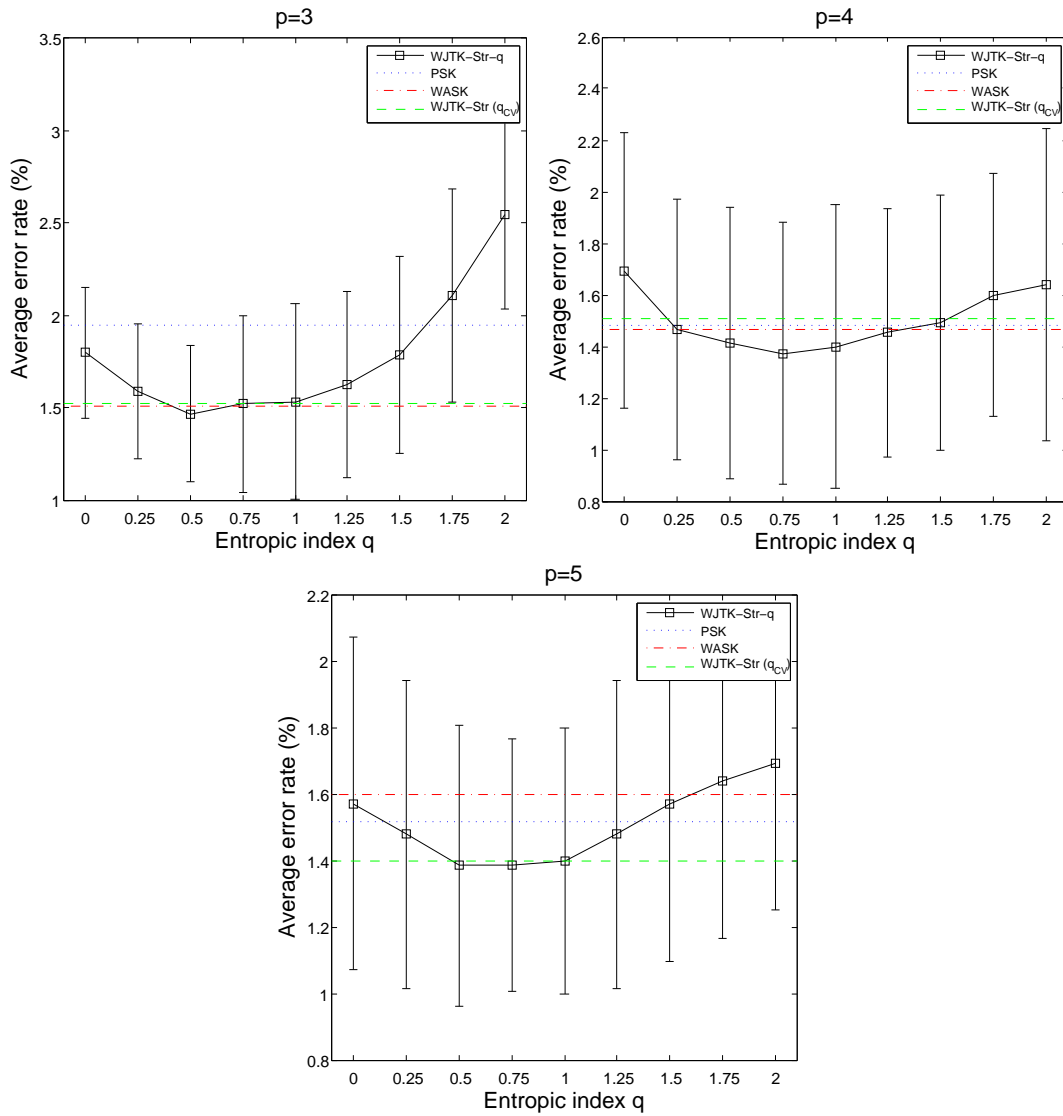 p=3
3.5
3
2.5
2
1.5
1
Average error rate (%)
WJTK-Str-q
PSK
WASK
WJTK-Str (qCV)
0 0.25 0.5 0.75 1 1.25 1.5 1.75 2
Entropic index q
p=4
2.6
2.4
2.2
2
1.8
1.6
1.4
1.2
1
0.8
Average error rate (%)
WJTK-Str-q
PSK
WASK
WJTK-Str (qCV)
0 0.25 0.5 0.75 1 1.25 1.5 1.75 2
Entropic index q
p=5
2.2
2
1.8
1.6
1.4
1.2
1
0.8
Average error rate (%)
WJTK-Str-q
PSK
WASK
WJTK-Str (qCV)
0 0.25 0.5 0.75 1 1.25 1.5 1.75 2
Entropic index q